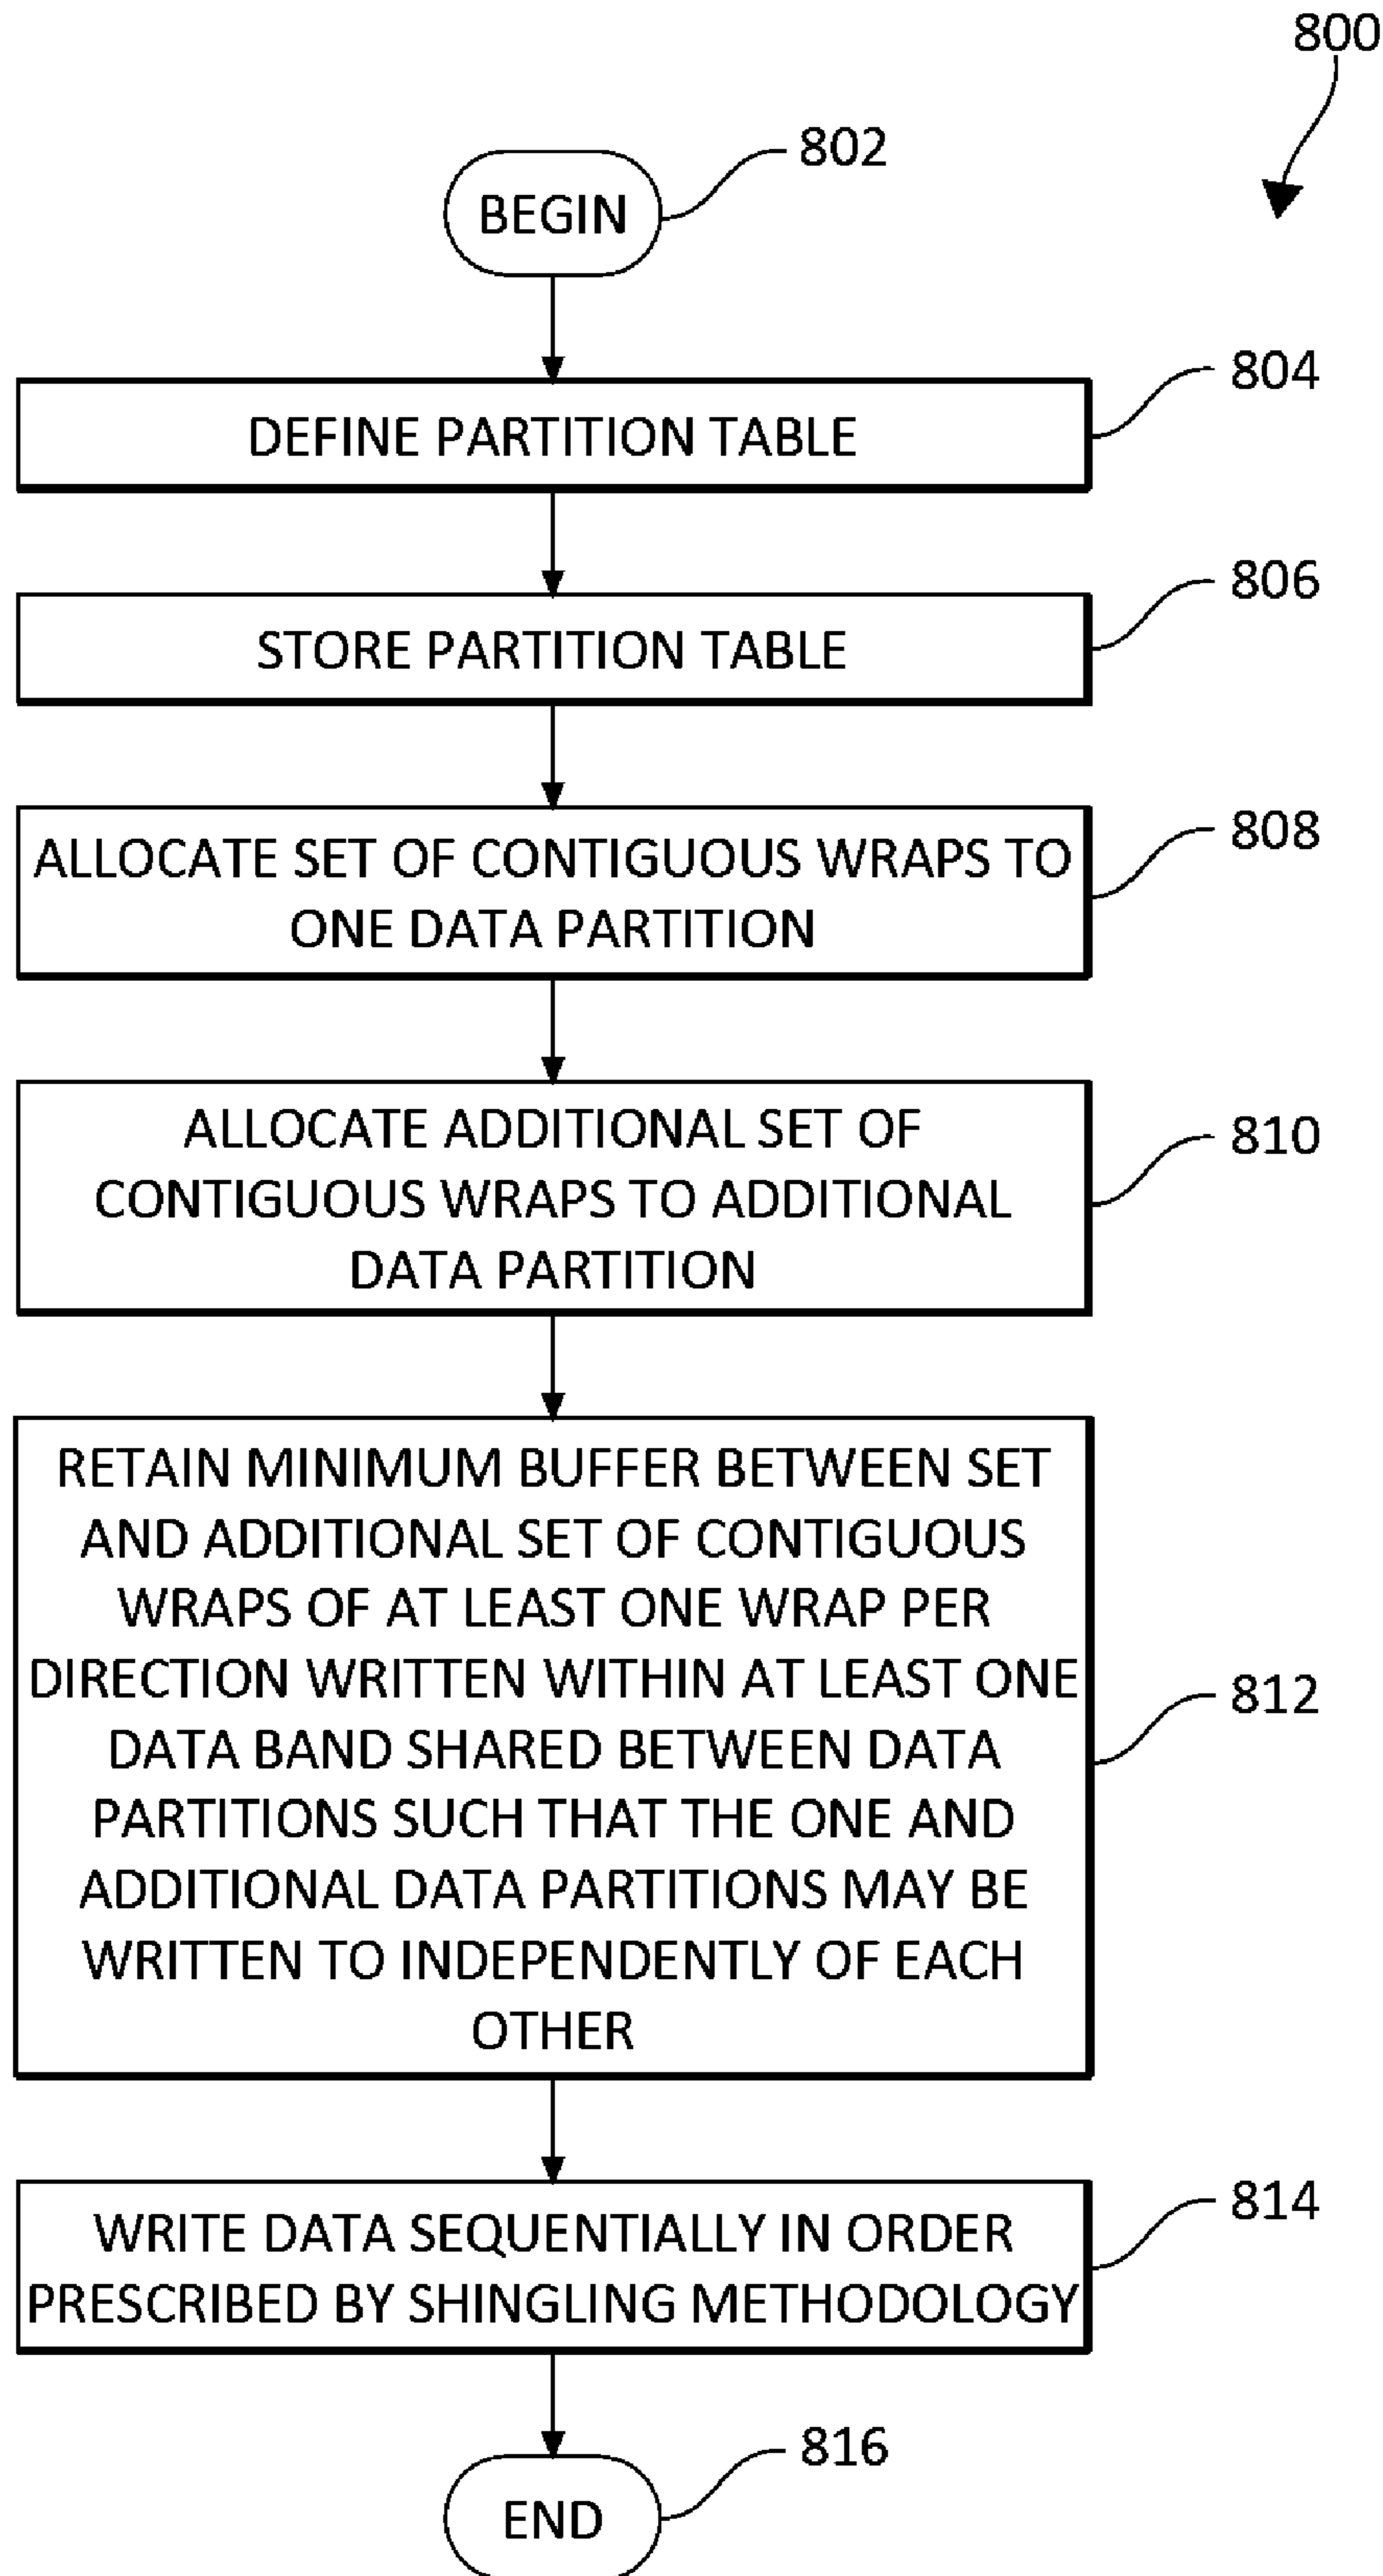 800
802
BEGIN
804
DEFINE PARTITION TABLE
806
STORE PARTITION TABLE
808
ALLOCATE SET OF CONTIGUOUS WRAPS TO
ONE DATA PARTITION
810
ALLOCATE ADDITIONAL SET OF
CONTIGUOUS WRAPS TO ADDITIONAL
DATA PARTITION
812
RETAIN MINIMUM BUFFER BETWEEN SET
AND ADDITIONAL SET OF CONTIGUOUS
WRAPS OF AT LEAST ONE WRAP PER
DIRECTION WRITTEN WITHIN AT LEAST ONE
DATA BAND SHARED BETWEEN DATA
PARTITIONS SUCH THAT THE ONE AND
ADDITIONAL DATA PARTITIONS MAY BE
WRITTEN TO INDEPENDENTLY OF EACH
OTHER
814
WRITE DATA SEQUENTIALLY IN ORDER
PRESCRIBED BY SHINGLING METHODOLOGY
816
END